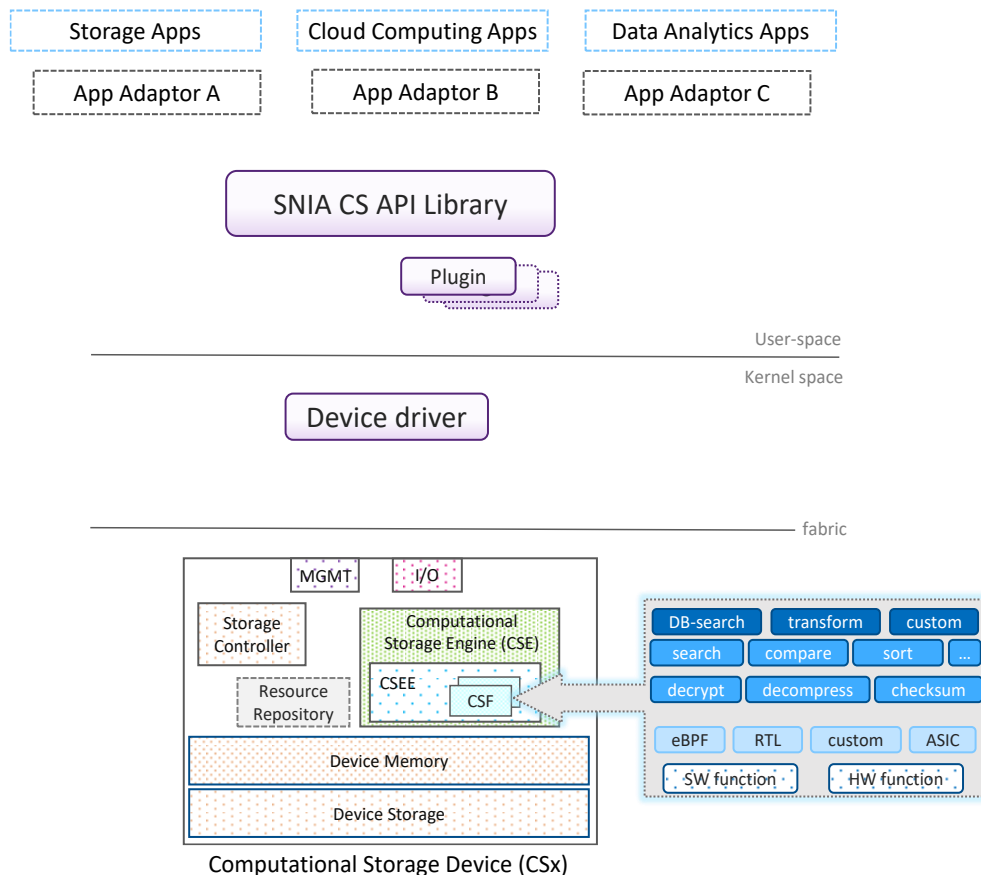 Storage Apps
Cloud Computing Apps
Data Analytics Apps
App Adaptor A
App Adaptor B
App Adaptor C
SNIA CS API Library
Plugin
User-space
Kernel space
Device driver
fabric
MGMT
I/O
Storage
Controller
Computational
Storage Engine (CSE)
CSEE
CSF
Resource
Repository
Device Memory
Device Storage
Computational Storage Device (CSx)
DB-search
transform
custom
search
compare
sort
...
decrypt
decompress
checksum
eBPF
RTL
custom
ASIC
SW function
HW function